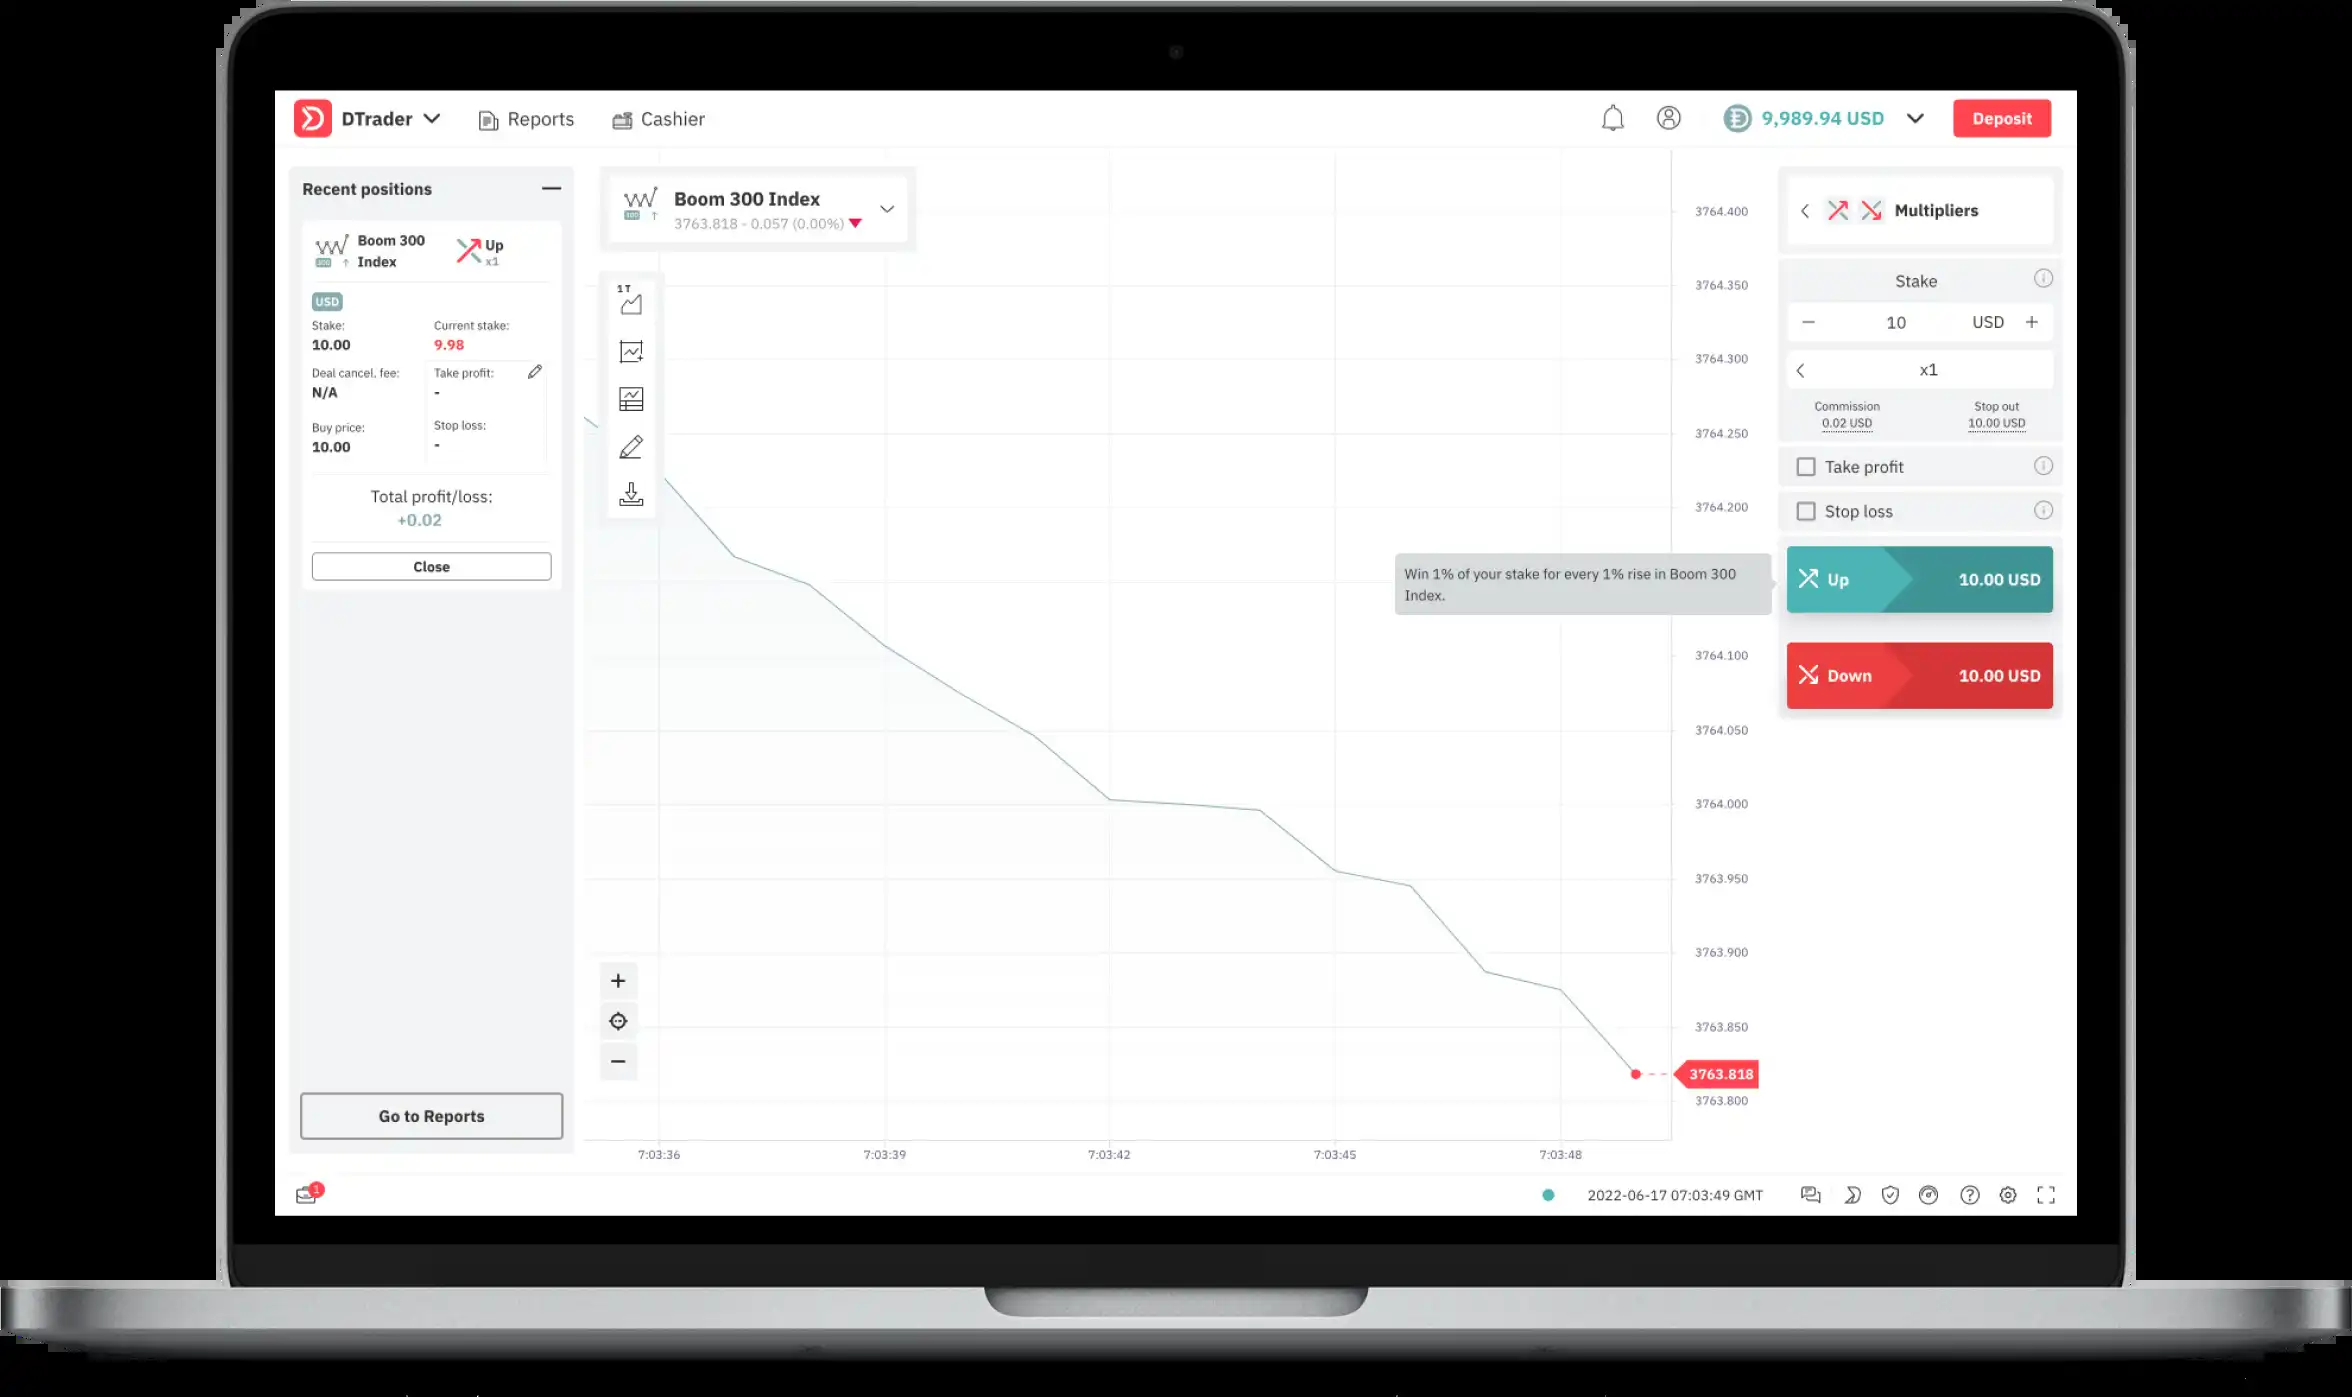 DTrader
Reports
Cashier
9,989.94 USD
Deposit
Recent positions
Boom 300
Index
Up
x1
USD
Stake:
10.00
Current stake:
9.98
Deal cancel. fee:
N/A
Take profit:
-
Buy price:
10.00
Stop loss:
-
Total profit/loss:
+0.02
Close
Go to Reports
1
300
Boom 300 Index
3763.818 - 0.057 (0.00%)
1T
3764.400
3764.350
3764.300
3764.250
3764.200
3764.100
3764.050
3764.000
3763.950
3763.900
3763.850
3763.818
3763.800
7:03:36
7:03:39
7:03:42
7:03:45
7:03:48
Win 1% of your stake for every 1% rise in Boom 300
Index.
Multipliers
Stake
10
USD
x1
Commission
0.02 USD
Stop out
10.00 USD
Take profit
Stop loss
Up
10.00 USD
Down
10.00 USD
2022-06-17 07:03:49 GMT